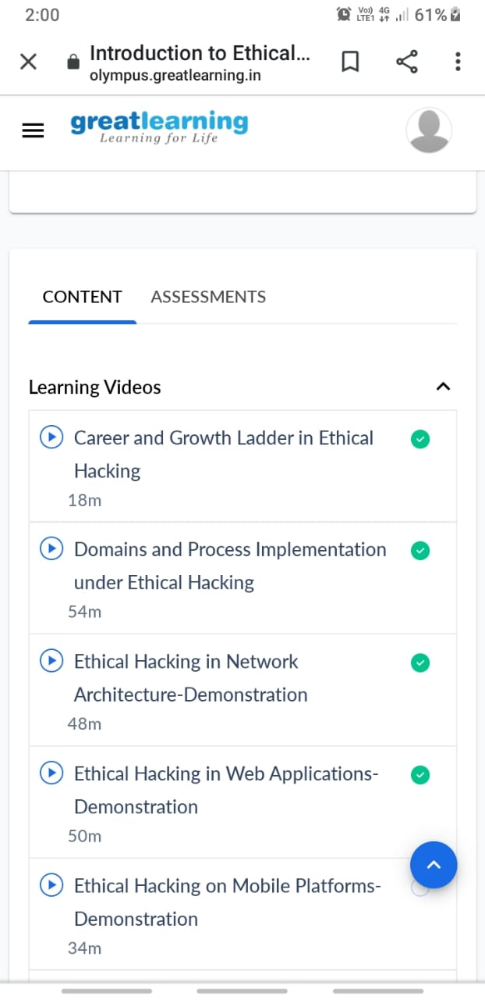 2:00
Vo)) 4G
LTE1 61%
Introduction to Ethical...
olympus.greatlearning.in
greatlearning
Learning for Life
CONTENT ASSESSMENTS
Learning Videos
Career and Growth Ladder in Ethical
Hacking
18m
Domains and Process Implementation
under Ethical Hacking
54m
Ethical Hacking in Network
Architecture-Demonstration
48m
Ethical Hacking in Web Applications-
Demonstration
50m
Ethical Hacking on Mobile Platforms-
Demonstration
34m